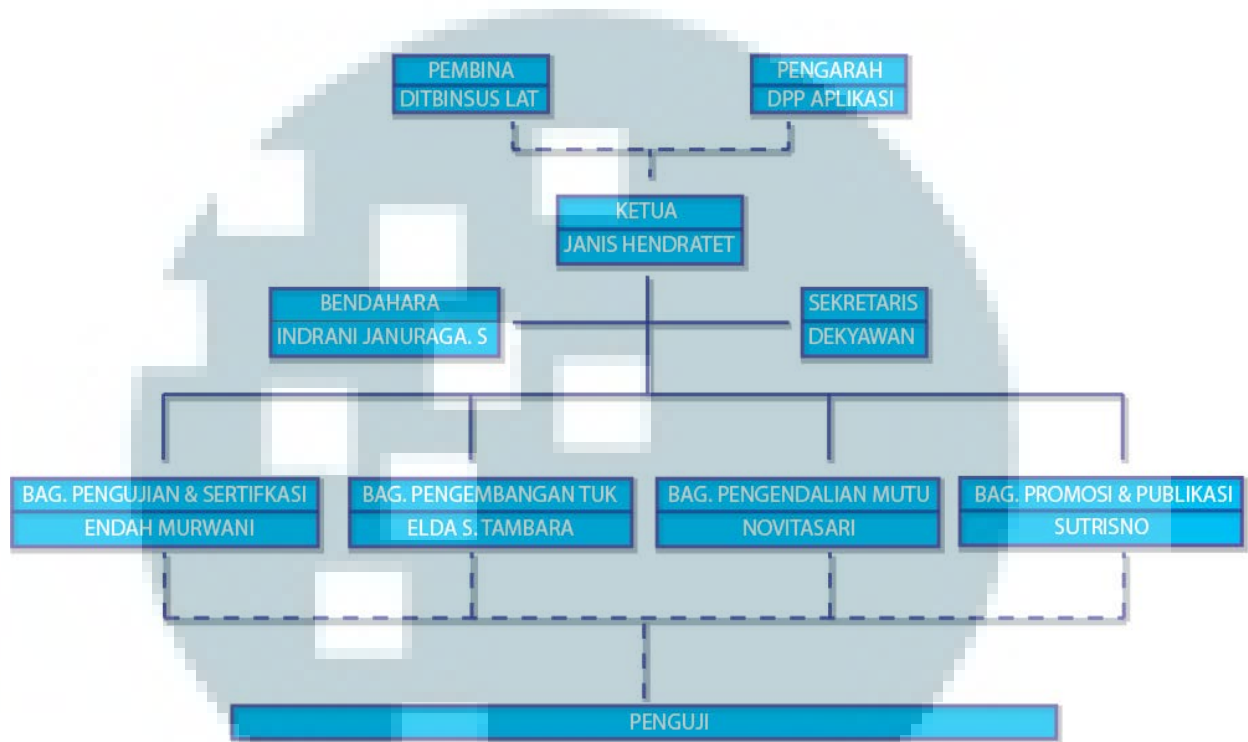 PEMBINA
DITBINSUS LAT
PENGARAH
DPP APLIKASI
KETUA
JANIS HENDRATET
BENDAHARA
INDRANI JANURAGA. S
SEKRETARIS
DEKYAWAN
BAG. PENGUJIAN & SERTIFKASI
ENDAH MURWANI
BAG. PENGEMBANGAN TUK
ELDA S. TAMBARA
BAG. PENGENDALIAN MUTU
NOVITASARI
BAG. PROMOSI & PUBLIKASI
SUTRISNO
PENGUJI